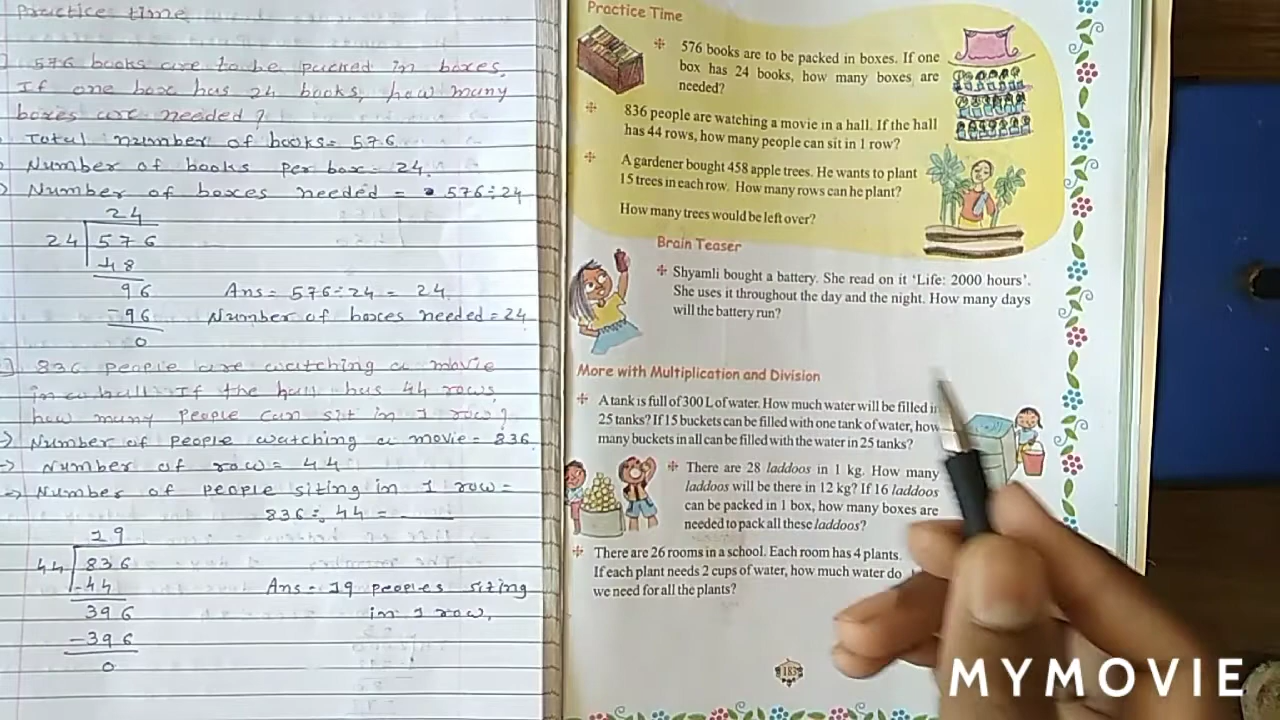 Practice time
576 books are to be packed in boxes.
If one box has 24 books, how many
boxes are needed?
Total number of books= 576
Number of books per box= 24.
Number of boxes needed = 576÷24
24
24 576
-48
96
Ans= 576÷24= 24.
-96
Number of boxes needed=24
0
836 people are watching a movie
in a hall. If the hall has 44 rows,
how many people can sit in 1 row?
Number of people watching a movie= 836
Number of row= 44
Number of people siting in 1 row=
836÷44=
19
44 836
-44
Ans= 19 peoples siting
396
in 1 row.
-396
0
Practice Time
576 books are to be packed in boxes. If one
box has 24 books, how many boxes are
needed?
836 people are watching a movie in a hall. If the hall
has 44 rows, how many people can sit in 1 row?
A gardener bought 458 apple trees. He wants to plant
15 trees in each row. How many rows can he plant?
How many trees would be left over?
Brain Teaser
Shyamli bought a battery. She read on it ‘Life: 2000 hours’.
She uses it throughout the day and the night. How many days
will the battery run?
More with Multiplication and Division
A tank is full of 300 L of water. How much water will be filled in
25 tanks? If 15 buckets can be filled with one tank of water, how
many buckets in all can be filled with the water in 25 tanks?
There are 28 laddoos in 1 kg. How many
laddoos will be there in 12 kg? If 16 laddoos
can be packed in 1 box, how many boxes are
needed to pack all these laddoos?
There are 26 rooms in a school. Each room has 4 plants.
If each plant needs 2 cups of water, how much water do
we need for all the plants?
183
MYMOVIE